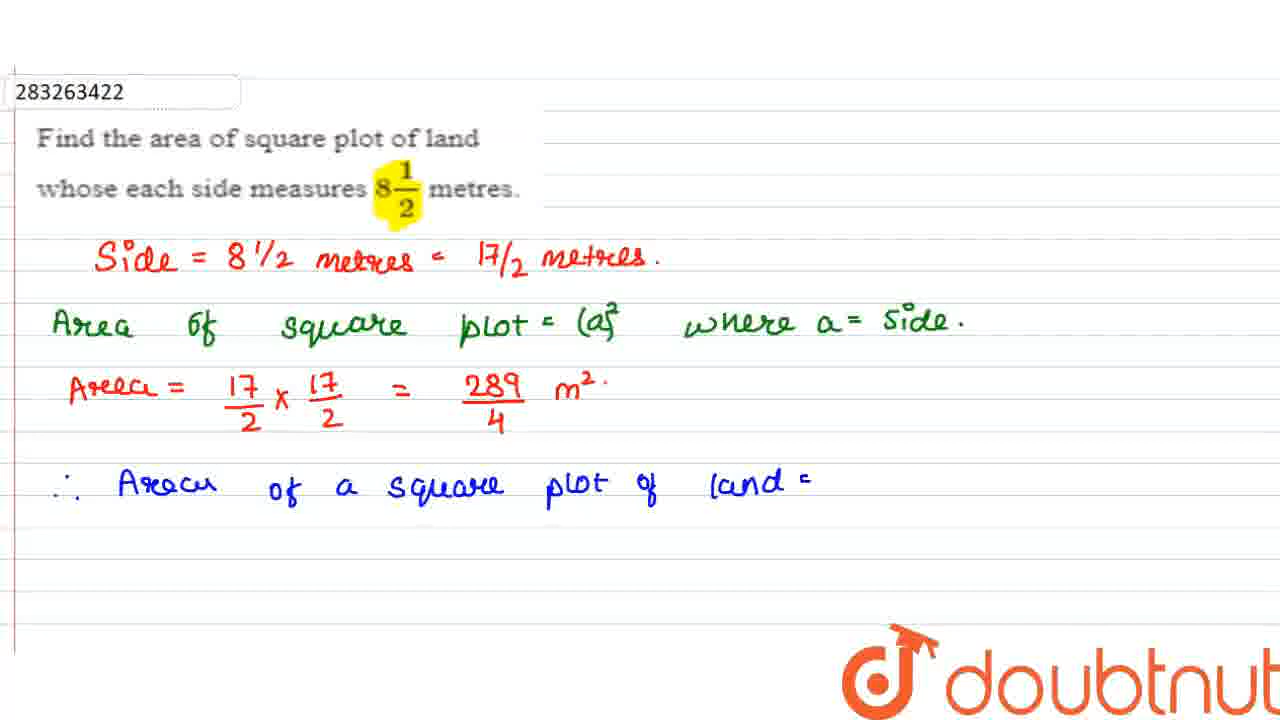 283263422
Find the area of square plot of land
whose each side measures 8 1/2 metres.
Side = 8 1/2 metres = 17/2 metres.
Area of square plot = (a)² where a = side.
Area = 17/2 × 17/2 = 289/4 m².
∴ Area of a square plot of land =
doubtnut